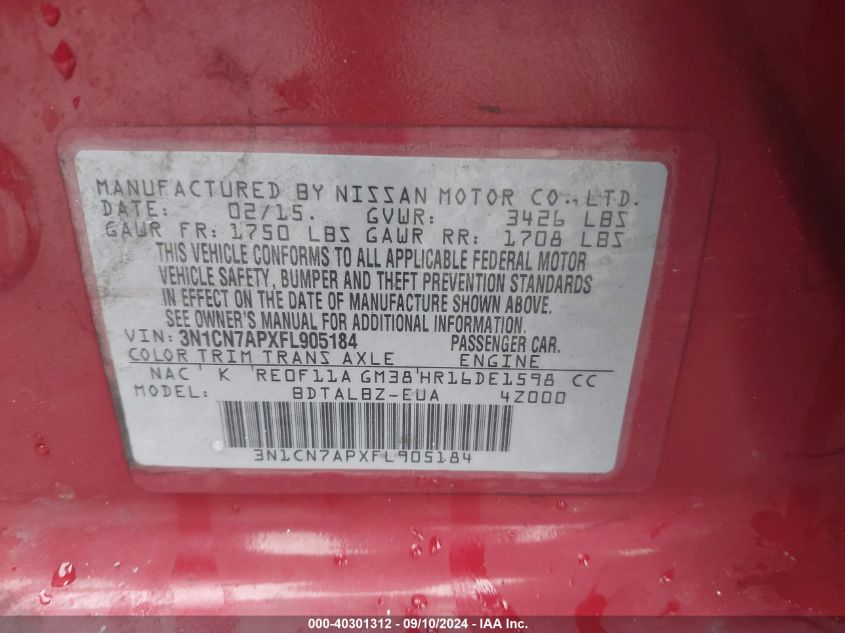 MANUFACTURED BY NISSAN MOTOR CO., LTD.
DATE: 02/15. GVWR: 3426 LBS
GAWR FR: 1750 LBS GAWR RR: 1708 LBS
THIS VEHICLE CONFORMS TO ALL APPLICABLE FEDERAL MOTOR
VEHICLE SAFETY, BUMPER AND THEFT PREVENTION STANDARDS
IN EFFECT ON THE DATE OF MANUFACTURE SHOWN ABOVE.
SEE OWNER'S MANUAL FOR ADDITIONAL INFORMATION.
VIN: 3N1CN7APXFL905184 PASSENGER CAR.
COLOR TRIM TRANS AXLE ENGINE
NAC K RE0F11A GM38 HR16DE1598 CC
MODEL: BDTALBZ-EUA 4Z000
3N1CN7APXFL905184
000-40301312 - 09/10/2024 - IAA Inc.